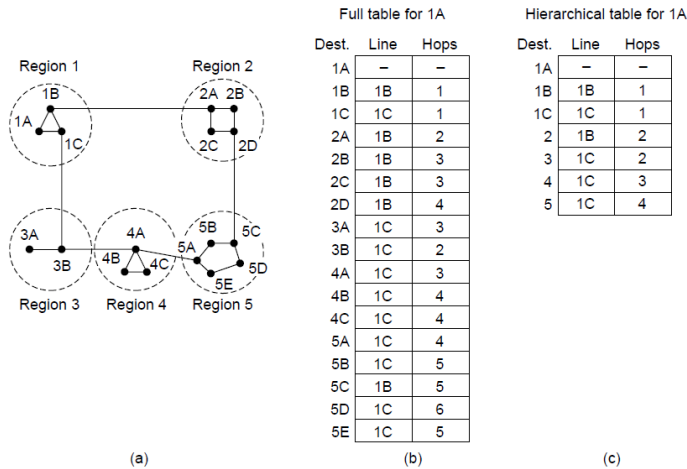 Full table for 1A
Hierarchical table for 1A
Dest. Line Hops
Dest. Line Hops
Region 1
Region 2
1B
2A 2B
1A
1C
2C 2D
3A
3B
4A
4B 4C
5B 5C
5A
5D
5E
Region 3 Region 4 Region 5
1A – –
1B 1B 1
1C 1C 1
2A 1B 2
2B 1B 3
2C 1B 3
2D 1B 4
3A 1C 3
3B 1C 2
4A 1C 3
4B 1C 4
4C 1C 4
5A 1C 4
5B 1C 5
5C 1B 5
5D 1C 6
5E 1C 5
1A – –
1B 1B 1
1C 1C 1
2 1B 2
3 1C 2
4 1C 3
5 1C 4
(a) (b) (c)